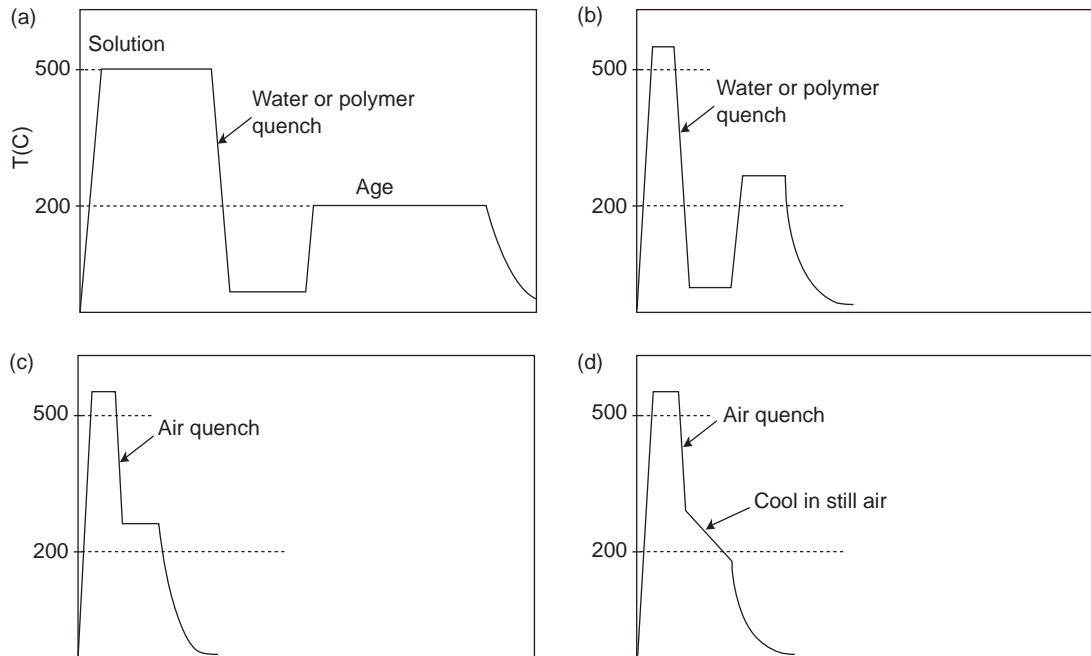 (a)
Solution
500
Water or polymer
quench
T(C)
Age
200
(b)
500
Water or polymer
quench
200
(c)
500
Air quench
200
(d)
500
Air quench
Cool in still air
200